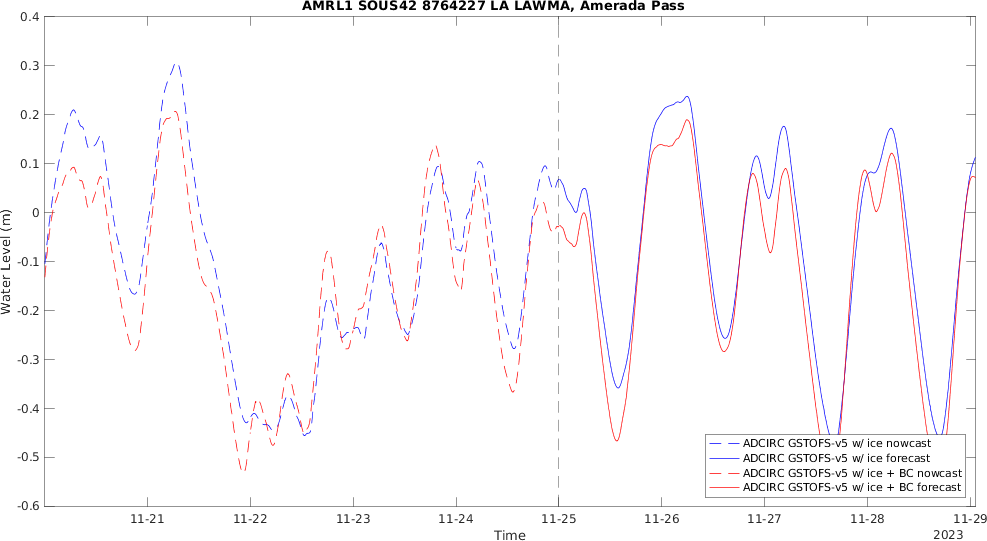 AMRL1 SOUS42 8764227 LA LAWMA, Amerada Pass
0.4
0.3
0.2
0.1
0
-0.1
-0.2
-0.3
-0.4
-0.5
-0.6
Water Level (m)
ADCIRC GSTOFS-v5 w/ ice nowcast
ADCIRC GSTOFS-v5 w/ ice forecast
ADCIRC GSTOFS-v5 w/ ice + BC nowcast
ADCIRC GSTOFS-v5 w/ ice + BC forecast
11-21 11-22 11-23 11-24 11-25 11-26 11-27 11-28 11-29
Time
2023